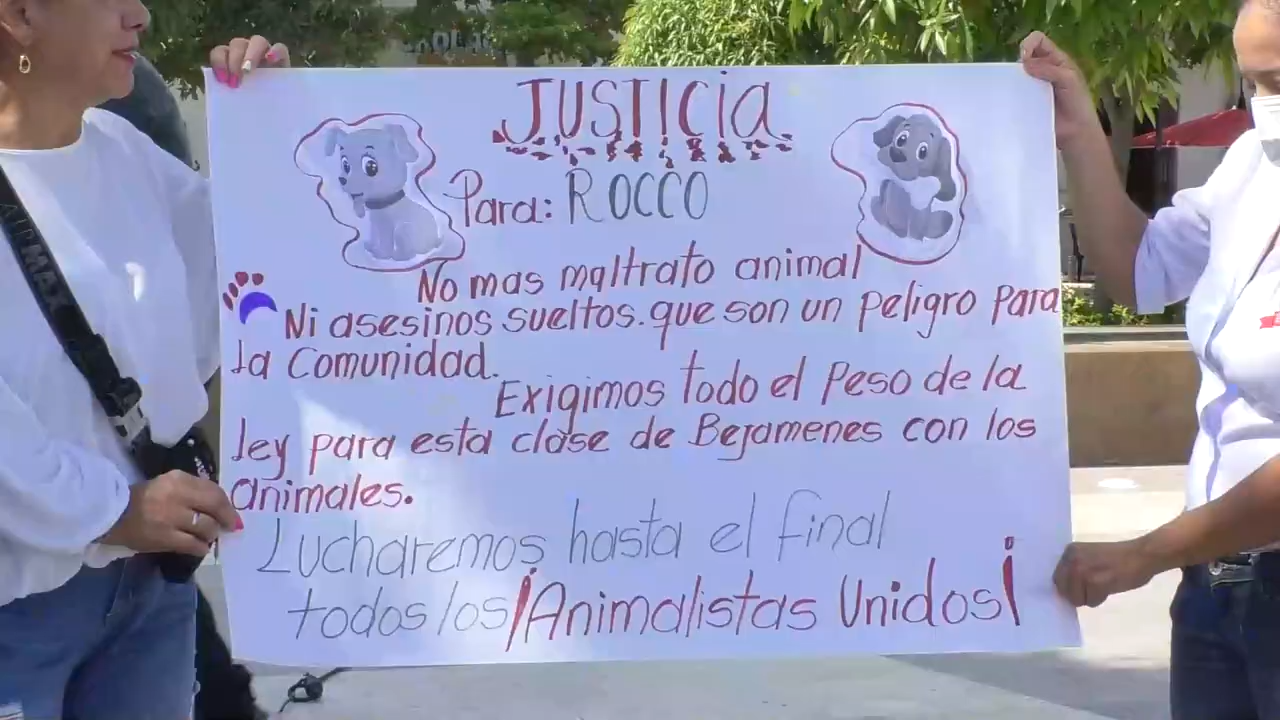 JUSTICIA
Para: ROCCO
No mas maltrato animal
Ni asesinos sueltos. que son un peligro para
la Comunidad.
Exigimos todo el Peso de la
ley para esta clase de Bejamenes con los
animales.
Lucharemos hasta el final
todos los ¡Animalistas Unidos¡
AIR MAX